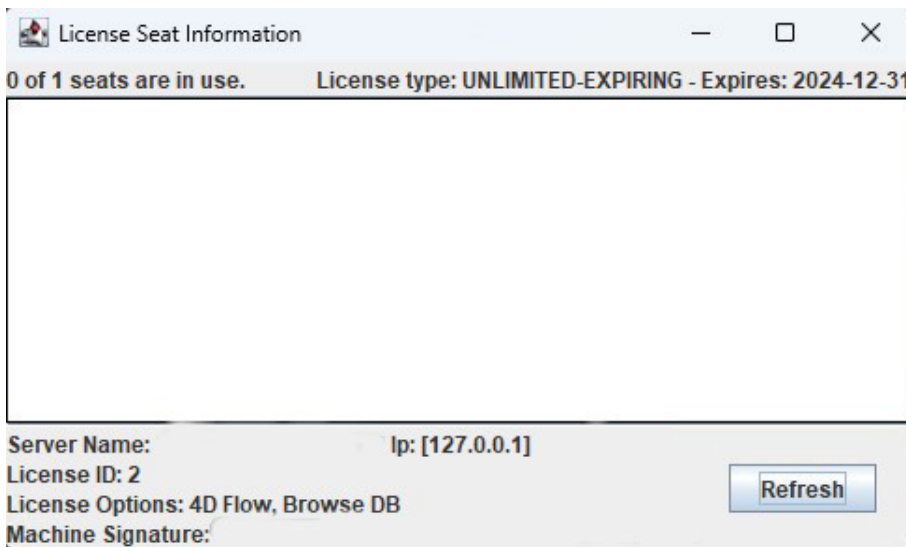 License Seat Information
0 of 1 seats are in use. License type: UNLIMITED-EXPIRING - Expires: 2024-12-31
Server Name: Ip: [127.0.0.1]
License ID: 2
License Options: 4D Flow, Browse DB
Refresh
Machine Signature: